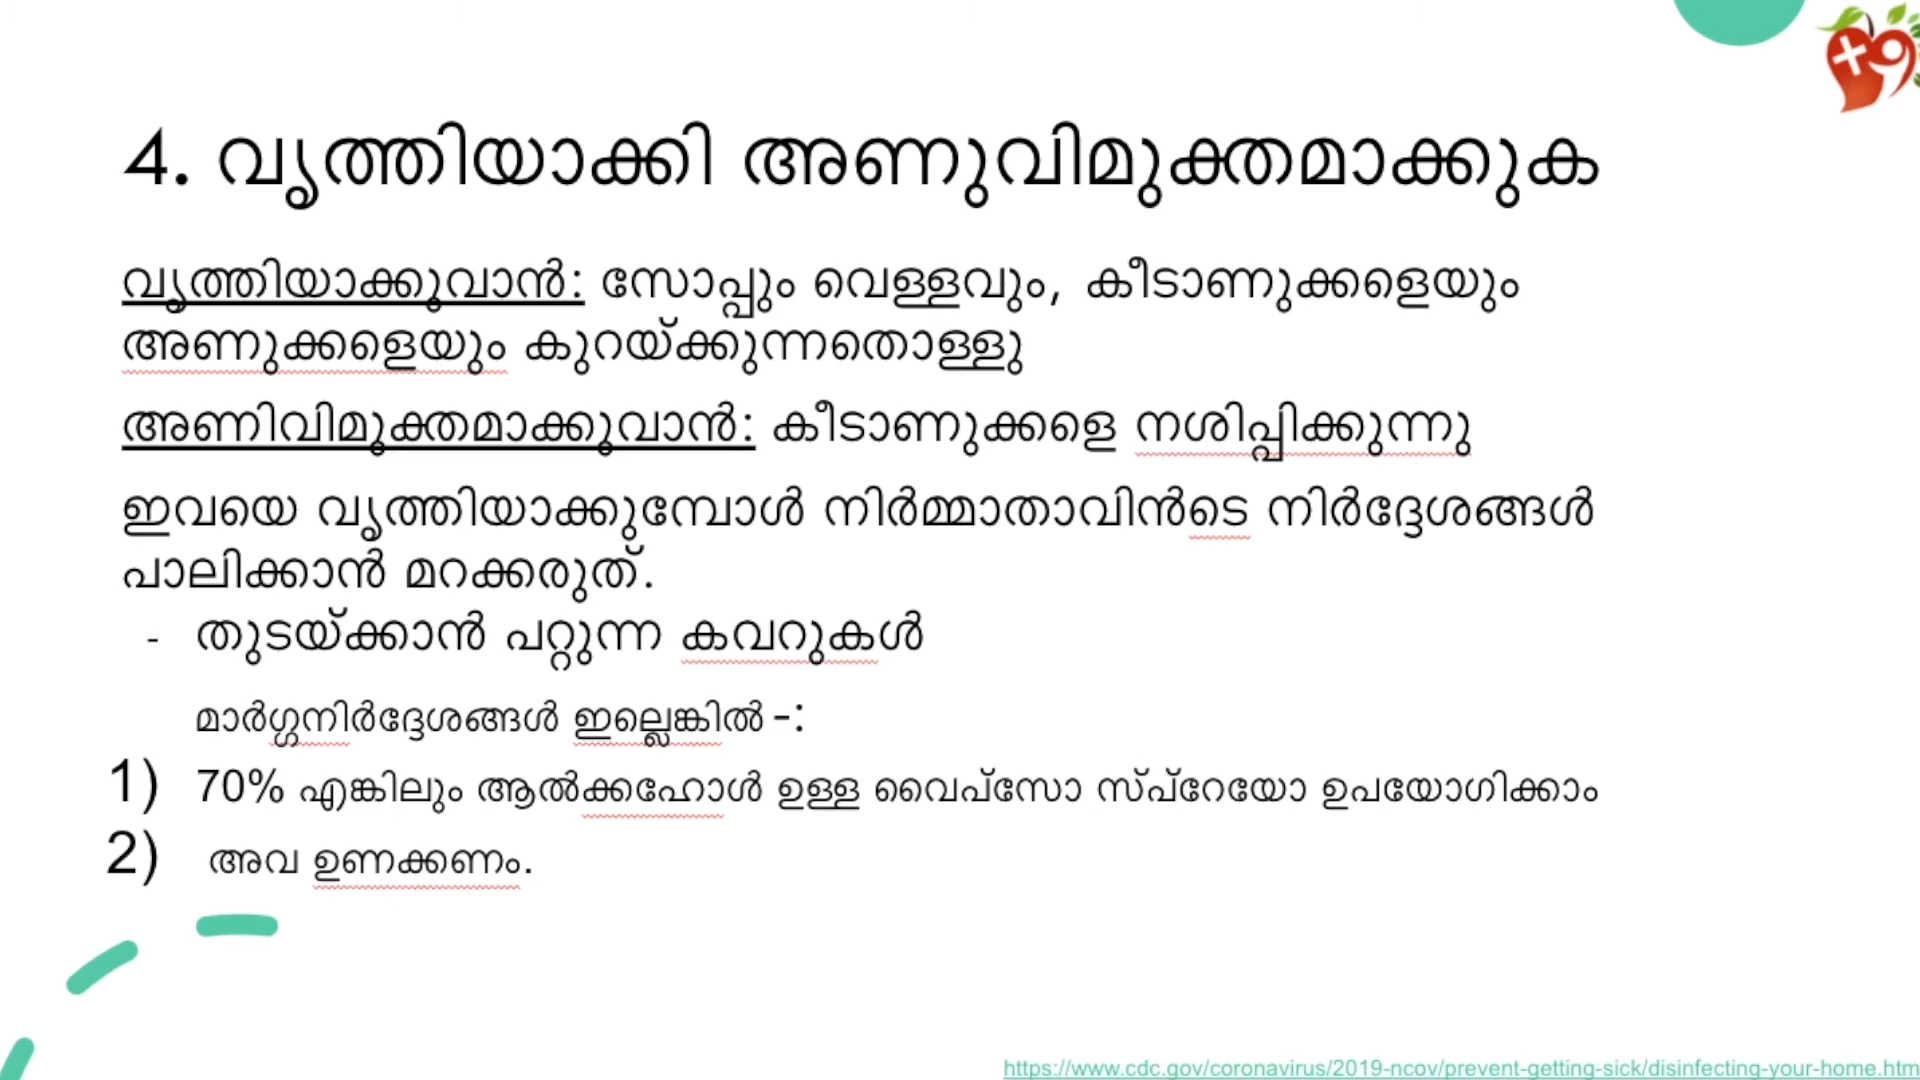 4. വൃത്തിയാക്കി അണുവിമുക്തമാക്കുക
വൃത്തിയാക്കുവാൻ: സോപ്പും വെള്ളവും, കീടാണുക്കളെയും
അണുക്കളെയും കുറയ്ക്കുന്നതൊള്ളു
അണിവിമുക്തമാക്കുവാൻ: കീടാണുക്കളെ നശിപ്പിക്കുന്നു
ഇവയെ വൃത്തിയാക്കുമ്പോൾ നിർമ്മാതാവിൻടെ നിർദ്ദേശങ്ങൾ
പാലിക്കാൻ മറക്കരുത്.
- തുടയ്ക്കാൻ പറ്റുന്ന കവറുകൾ
മാർഗ്ഗനിർദ്ദേശങ്ങൾ ഇല്ലെങ്കിൽ -:
1) 70% എങ്കിലും ആൽക്കഹോൾ ഉള്ള വൈപ്സോ സ്പ്രേയോ ഉപയോഗിക്കാം
2) അവ ഉണക്കണം.
https://www.cdc.gov/coronavirus/2019-ncov/prevent-getting-sick/disinfecting-your-home.htm